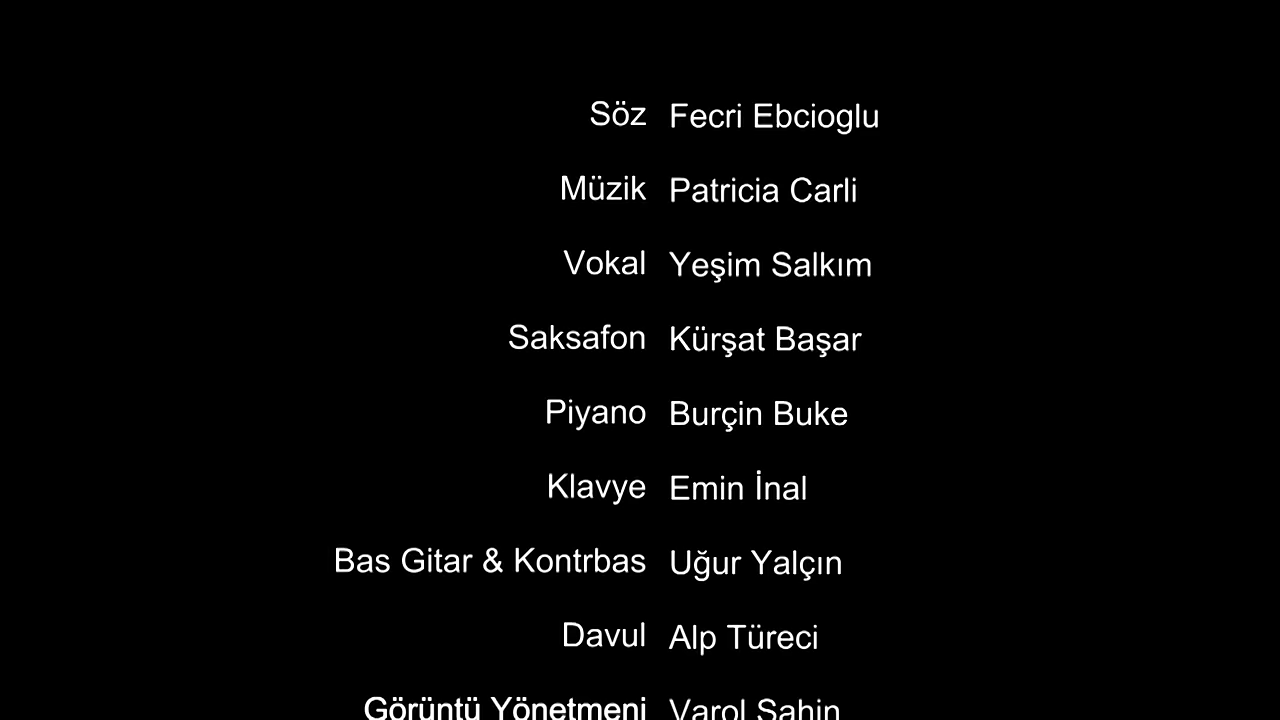 Söz Fecri Ebcioglu
Müzik Patricia Carli
Vokal Yeşim Salkım
Saksafon Kürşat Başar
Piyano Burçin Buke
Klavye Emin İnal
Bas Gitar & Kontrbas Uğur Yalçın
Davul Alp Türeci
Görüntü Yönetmeni Varol Sahin